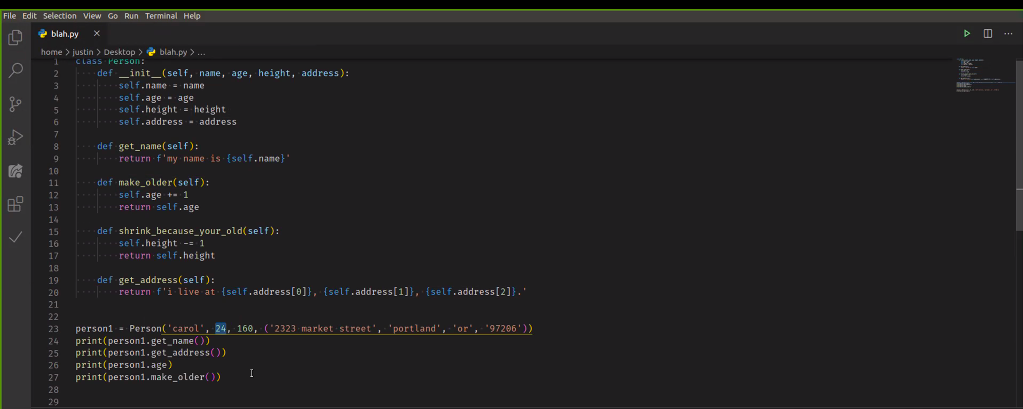 File Edit Selection View Go Run Terminal Help
blah.py ×
home > justin > Desktop > blah.py > ...
1 class Person:
2 def __init__(self, name, age, height, address):
3 self.name = name
4 self.age = age
5 self.height = height
6 self.address = address
7
8 def get_name(self):
9 return f'my name is {self.name}'
10
11 def make_older(self):
12 self.age += 1
13 return self.age
14
15 def shrink_because_your_old(self):
16 self.height -= 1
17 return self.height
18
19 def get_address(self):
20 return f'i live at {self.address[0]}, {self.address[1]}, {self.address[2]}.'
21
22
23 person1 = Person('carol', 24, 160, ('2323 market street', 'portland', 'or', '97206'))
24 print(person1.get_name())
25 print(person1.get_address())
26 print(person1.age)
27 print(person1.make_older())
28
29